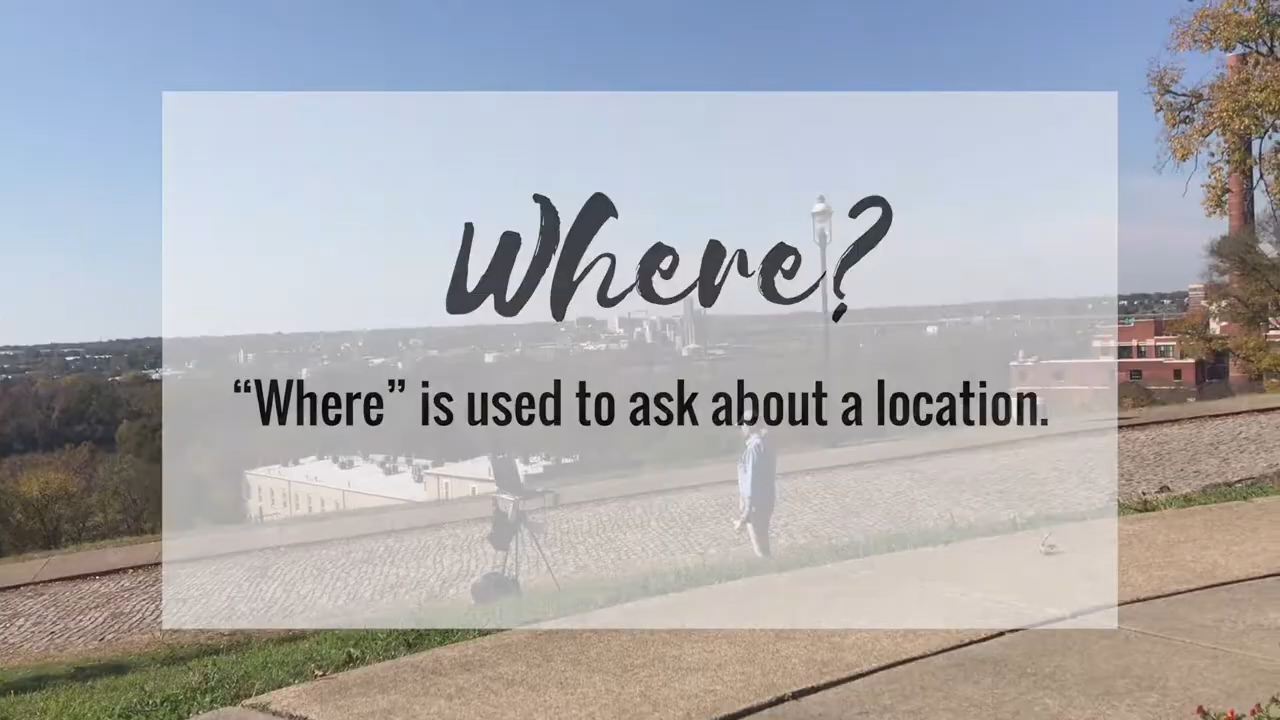 Where?
“Where” is used to ask about a location.